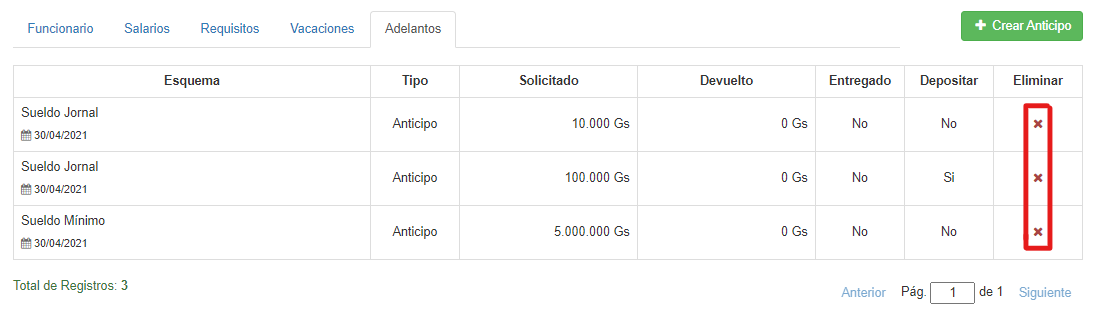 Funcionario Salarios Requisitos Vacaciones Adelantos Crear Anticipo
Esquema Tipo Solicitado Devuelto Entregado Depositar Eliminar
Sueldo Jornal
30/04/2021 Anticipo 10.000 Gs 0 Gs No No
Sueldo Jornal
30/04/2021 Anticipo 100.000 Gs 0 Gs No Si
Sueldo Mínimo
30/04/2021 Anticipo 5.000.000 Gs 0 Gs No No
Total de Registros: 3
Anterior Pág. 1 de 1 Siguiente